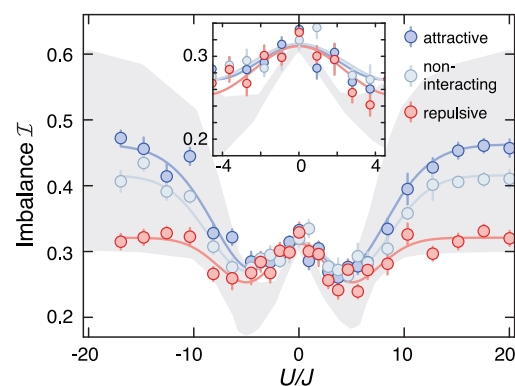 0.6
0.5
0.4
0.3
0.2
Imbalance ℐ
0.3
0.2
-4
0
4
attractive
non-
interacting
repulsive
-20
-10
0
10
20
U/J